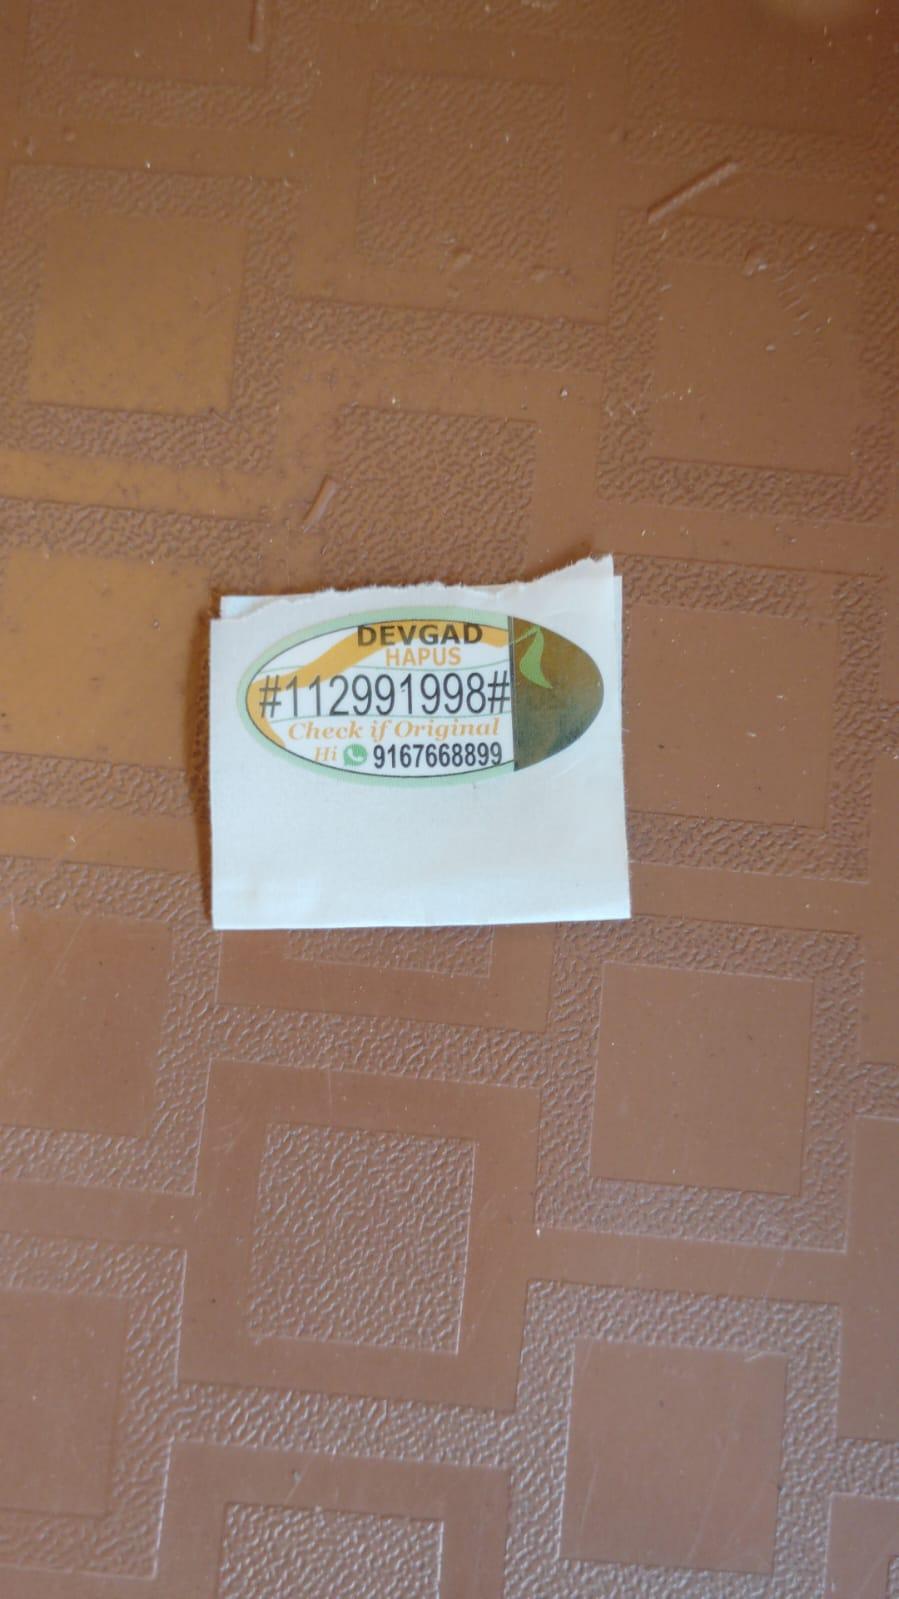 DEVGAD
HAPUS
#112991998#
Check if Original
Hi 9167668899